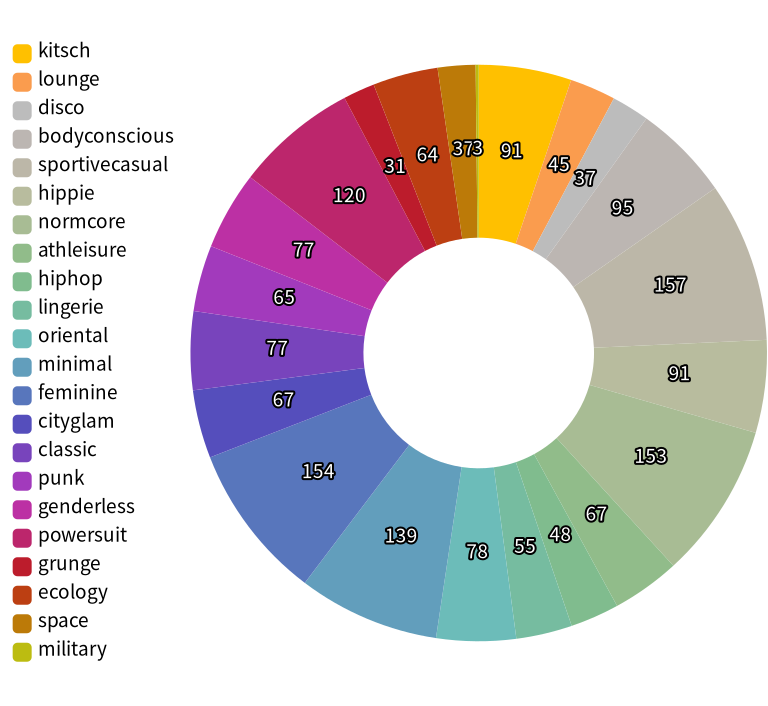 kitsch
lounge
disco
bodyconscious
sportivecasual
hippie
normcore
athleisure
hiphop
lingerie
oriental
minimal
feminine
cityglam
classic
punk
genderless
powersuit
grunge
ecology
space
military
91
45
37
95
157
91
153
67
48
55
78
139
154
67
77
65
77
120
31
64
37
3